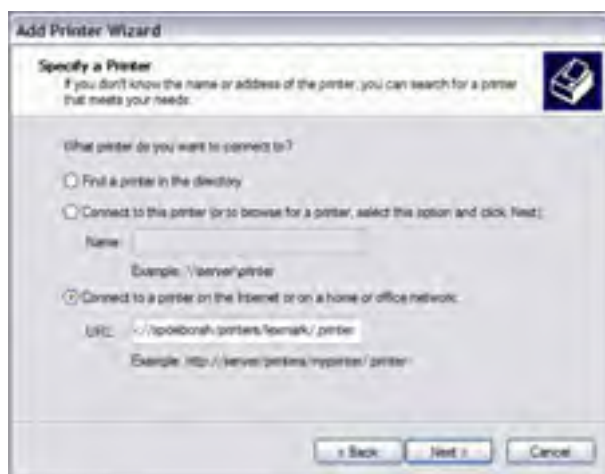 Add Printer Wizard
Specify a Printer
If you don't know the name or address of the printer, you can search for a printer
that meets your needs.
What printer do you want to connect to?
Find a printer in the directory
Connect to this printer (or to browse for a printer, select this option and click Next):
Name:
Example: \\server\printer
Connect to a printer on the Internet or on a home or office network:
URL: /printers/lexmark/.printer
Example: http://server/printers/myprinter/.printer
< Back Next > Cancel